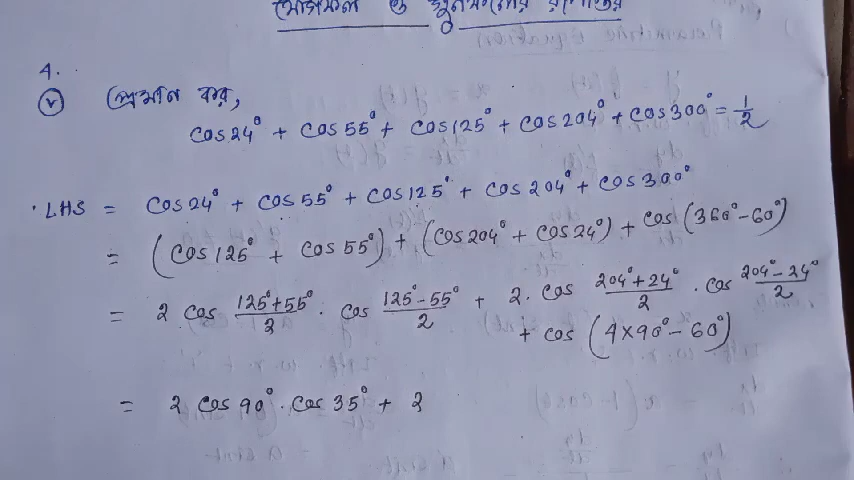 ও
4.
(v) প্রমাণ কর,
cos24° + cos55° + cos125° + cos204° + cos300° = 1/2
LHS = cos24° + cos55° + cos125° + cos204° + cos300°
= (cos125° + cos55°) + (cos204° + cos24°) + cos(360°-60°)
= 2 cos (125°+55°)/2 · cos (125°-55°)/2 + 2. cos (204°+24°)/2 · cos (204°-24°)/2
+ cos (4×90°-60°)
= 2 cos90°. cos35° + 2